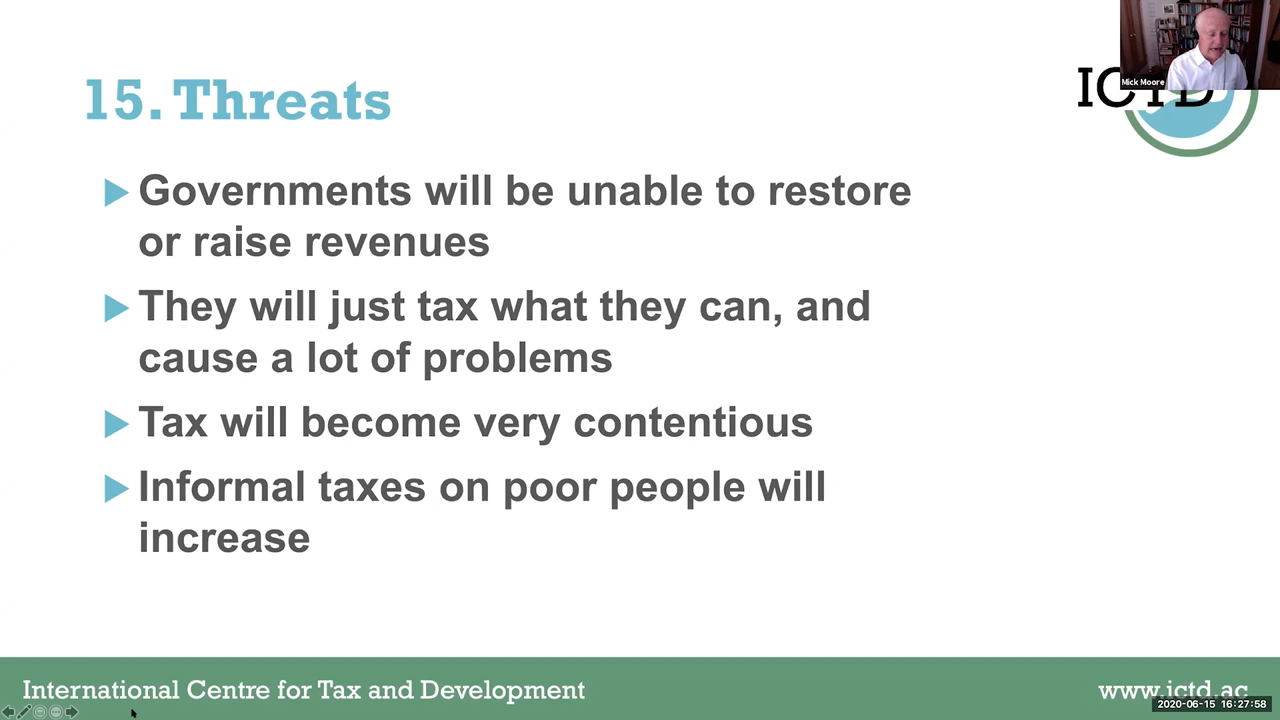 15. Threats
Mick Moore
ICTD
Governments will be unable to restore
or raise revenues
They will just tax what they can, and
cause a lot of problems
Tax will become very contentious
Informal taxes on poor people will
increase
International Centre for Tax and Development
www.ictd.ac
2020-06-15 16:27:58